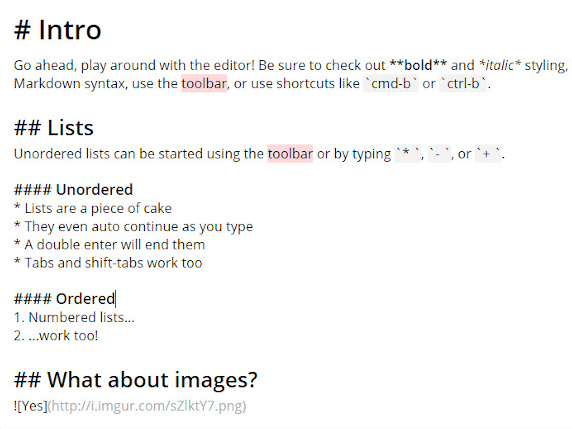 # Intro
Go ahead, play around with the editor! Be sure to check out **bold** and *italic* styling,
Markdown syntax, use the toolbar, or use shortcuts like `cmd-b` or `ctrl-b`.
## Lists
Unordered lists can be started using the toolbar or by typing `* `, `- `, or `+ `.
#### Unordered
* Lists are a piece of cake
* They even auto continue as you type
* A double enter will end them
* Tabs and shift-tabs work too
#### Ordered
1. Numbered lists...
2. ...work too!
## What about images?
![Yes](http://i.imgur.com/sZlktY7.png)